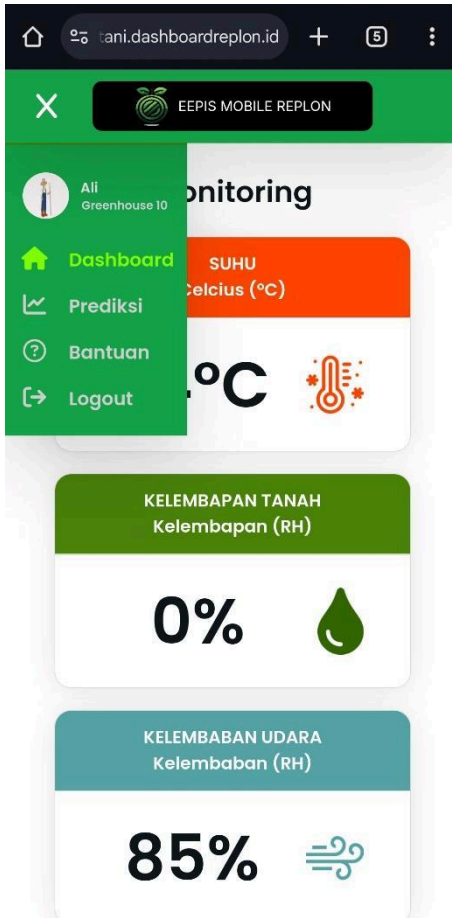 tani.dashboardreplon.id
5
EEPIS MOBILE REPLON
Ali
Greenhouse 10
Dashboard
Prediksi
Bantuan
Logout
onitoring
SUHU
elcius (°C)
°C
KELEMBAPAN TANAH
Kelembapan (RH)
0%
KELEMBABAN UDARA
Kelembaban (RH)
85%